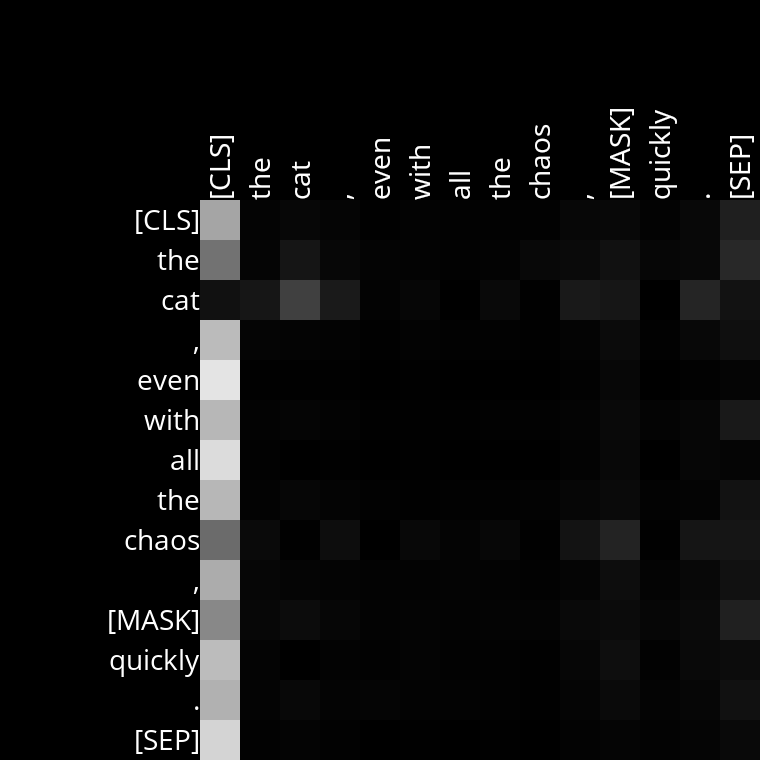 [CLS] the cat , even with all the chaos , [MASK] quickly . [SEP]
[CLS]
the
cat
,
even
with
all
the
chaos
,
[MASK]
quickly
.
[SEP]